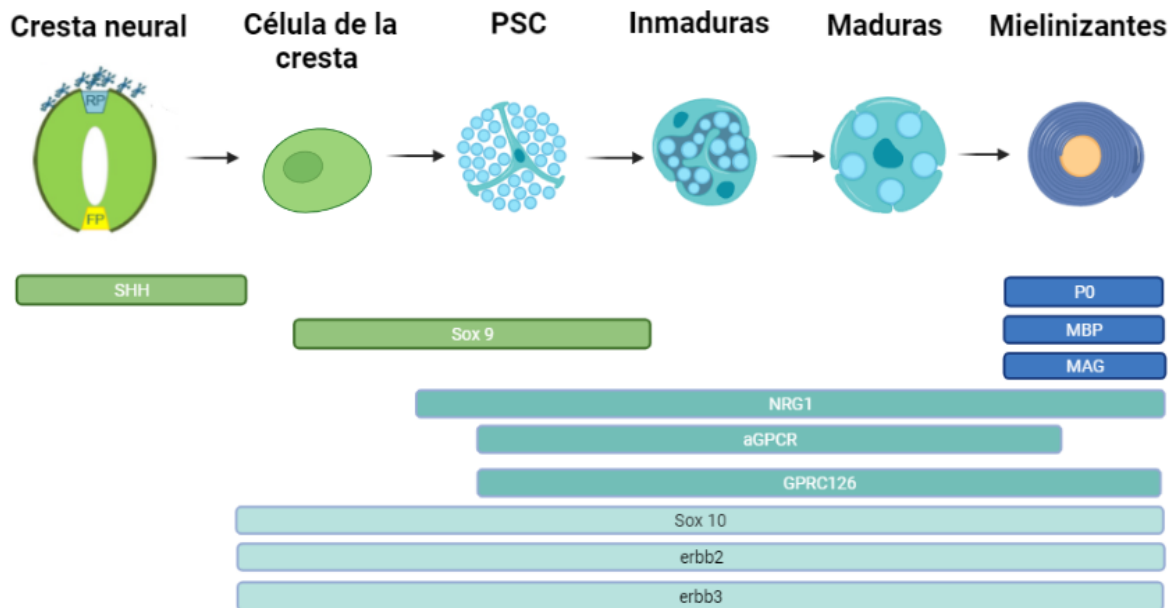 Cresta neural
Célula de la
cresta
PSC
Inmaduras
Maduras
Mielinizantes
RP
FP
SHH
P0
Sox 9
MBP
MAG
NRG1
aGPCR
GPRC126
Sox 10
erbb2
erbb3